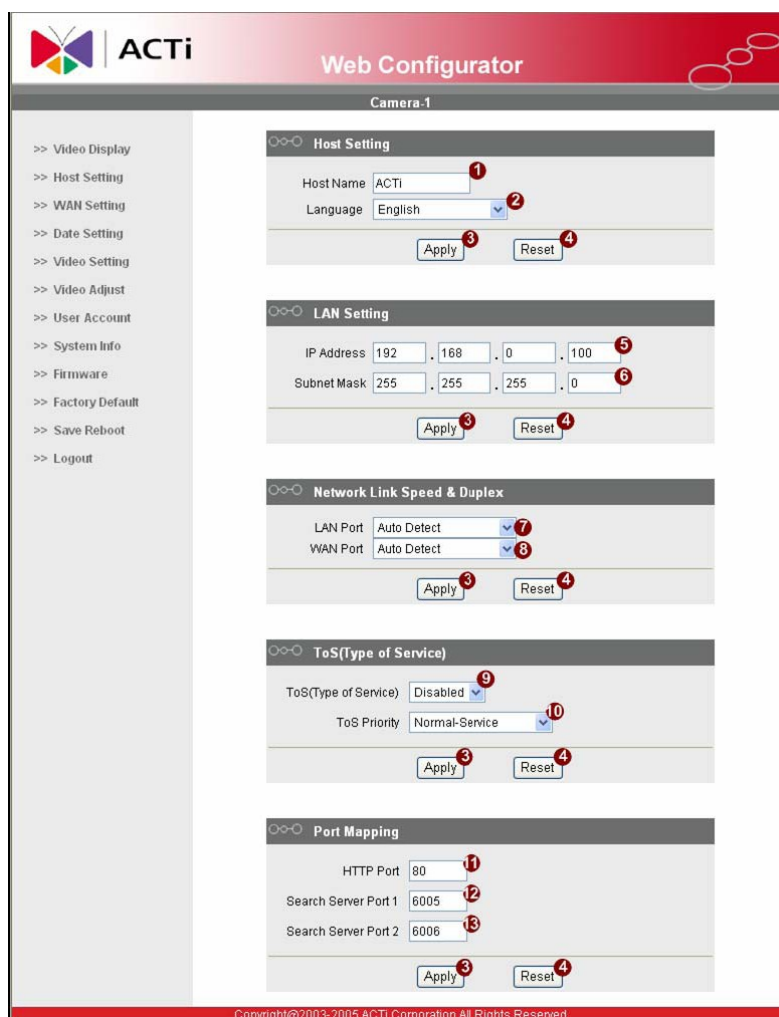 ACTi
Web Configurator
Camera-1
>> Video Display
>> Host Setting
>> WAN Setting
>> Date Setting
>> Video Setting
>> Video Adjust
>> User Account
>> System Info
>> Firmware
>> Factory Default
>> Save Reboot
>> Logout
Host Setting
Host Name ACTi 1
Language English 2
Apply 3 Reset 4
LAN Setting
IP Address 192 . 168 . 0 . 100 5
Subnet Mask 255 . 255 . 255 . 0 6
Apply 3 Reset 4
Network Link Speed & Duplex
LAN Port Auto Detect 7
WAN Port Auto Detect 8
Apply 3 Reset 4
ToS(Type of Service)
ToS(Type of Service) Disabled 9
ToS Priority Normal-Service 10
Apply 3 Reset 4
Port Mapping
HTTP Port 80 11
Search Server Port 1 6005 12
Search Server Port 2 6006 13
Apply 3 Reset 4
Copyright@2003-2005 ACTi Corporation All Rights Reserved